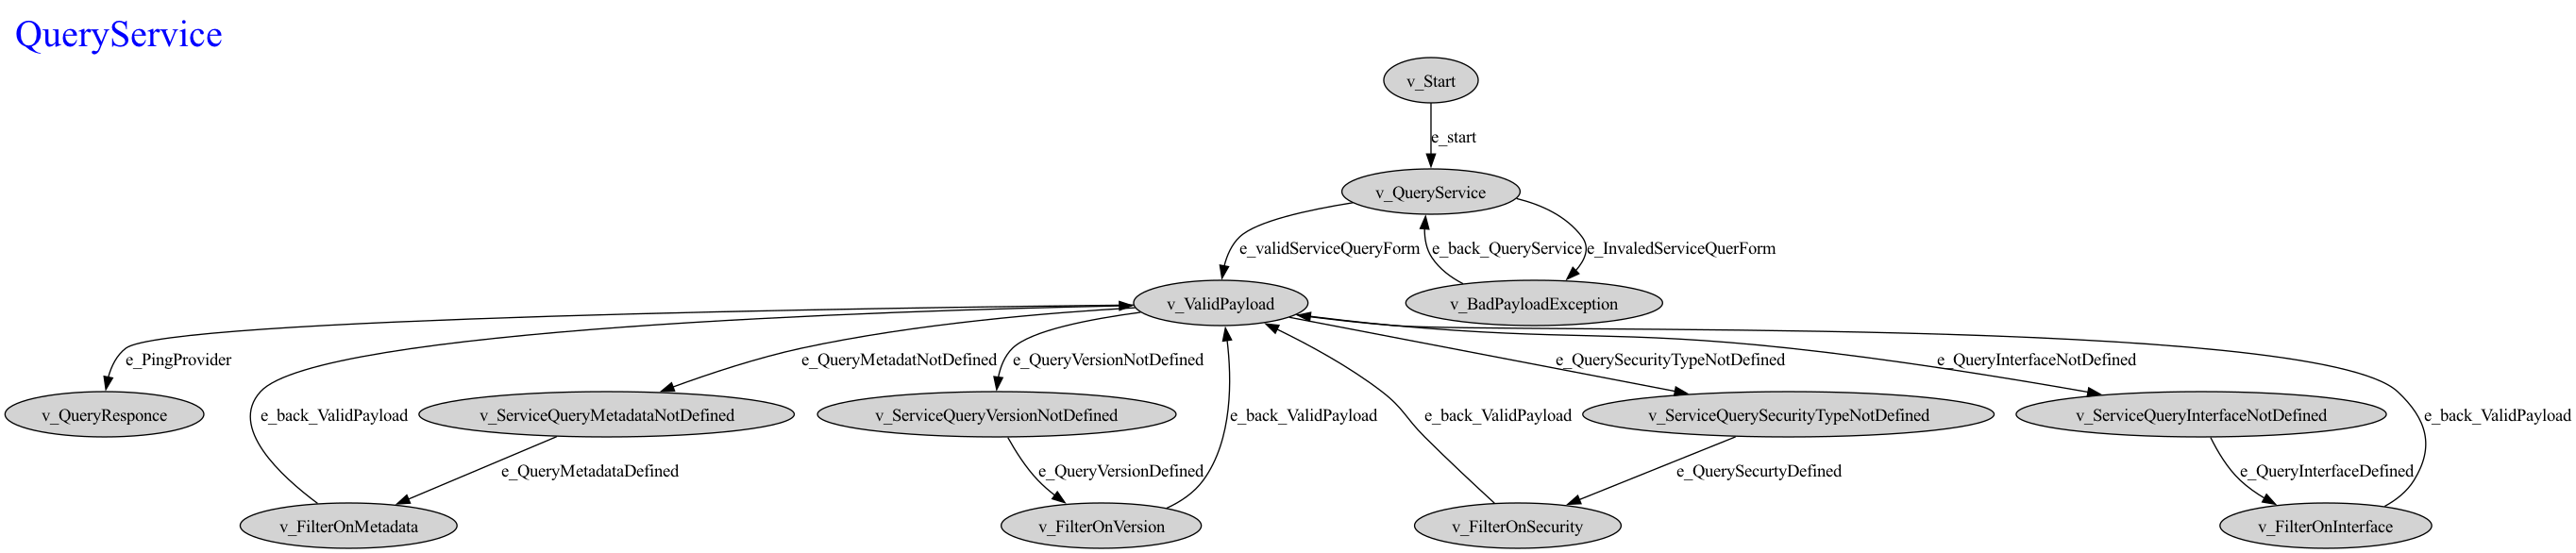 QueryService
v_Start
e_start
v_QueryService
e_validServiceQueryForm
e_back_QueryService
e_InvaledServiceQuerForm
v_ValidPayload
v_BadPayloadException
e_PingProvider
e_QueryMetadatNotDefined
e_QueryVersionNotDefined
e_QuerySecurityTypeNotDefined
e_QueryInterfaceNotDefined
v_QueryResponce
e_back_ValidPayload
v_ServiceQueryMetadataNotDefined
v_ServiceQueryVersionNotDefined
e_back_ValidPayload
e_back_ValidPayload
v_ServiceQuerySecurityTypeNotDefined
v_ServiceQueryInterfaceNotDefined
e_back_ValidPayload
e_QueryMetadataDefined
e_QueryVersionDefined
e_QuerySecurtyDefined
e_QueryInterfaceDefined
v_FilterOnMetadata
v_FilterOnVersion
v_FilterOnSecurity
v_FilterOnInterface